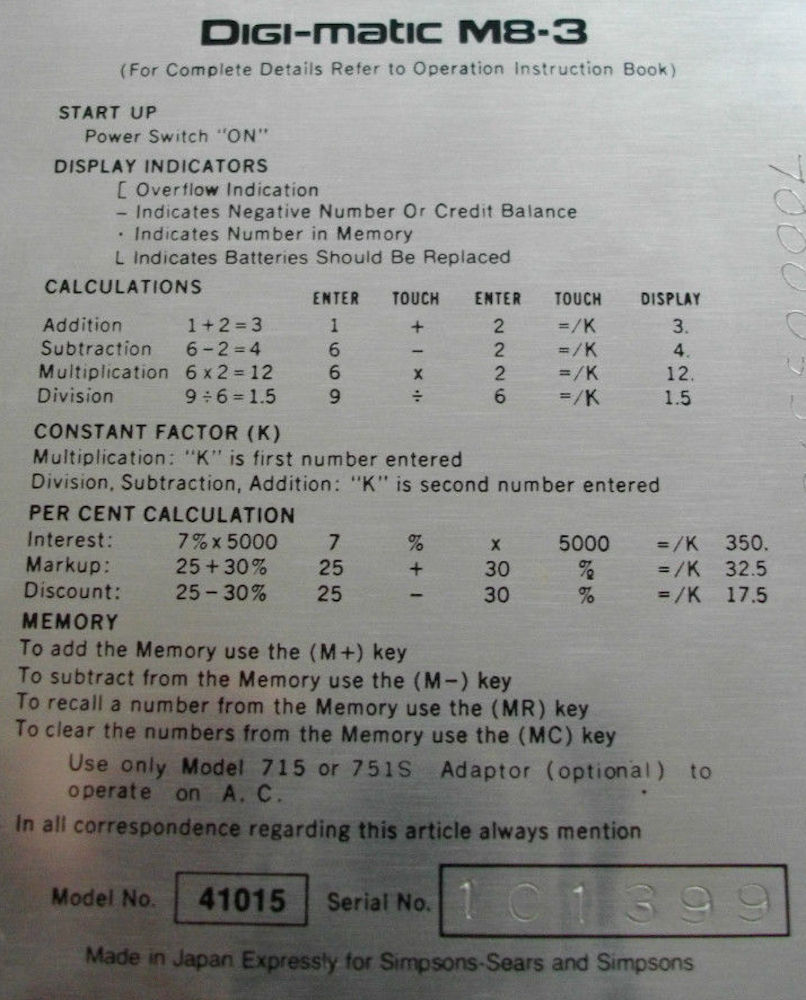 DIGI-matic M8-3
(For Complete Details Refer to Operation Instruction Book)
START UP
Power Switch "ON"
DISPLAY INDICATORS
[ Overflow Indication
– Indicates Negative Number Or Credit Balance
· Indicates Number in Memory
L Indicates Batteries Should Be Replaced
CALCULATIONS ENTER TOUCH ENTER TOUCH DISPLAY
Addition 1+2=3 1 + 2 =/K 3.
Subtraction 6–2=4 6 – 2 =/K 4.
Multiplication 6x2=12 6 x 2 =/K 12.
Division 9÷6=1.5 9 ÷ 6 =/K 1.5
CONSTANT FACTOR (K)
Multiplication: "K" is first number entered
Division, Subtraction, Addition: "K" is second number entered
PER CENT CALCULATION
Interest: 7%x5000 7 % x 5000 =/K 350.
Markup: 25+30% 25 + 30 % =/K 32.5
Discount: 25–30% 25 – 30 % =/K 17.5
MEMORY
To add the Memory use the (M+) key
To subtract from the Memory use the (M–) key
To recall a number from the Memory use the (MR) key
To clear the numbers from the Memory use the (MC) key
Use only Model 715 or 751S Adaptor (optional) to
operate on A. C.
In all correspondence regarding this article always mention
Model No. 41015 Serial No. 101399
Made in Japan Expressly for Simpsons-Sears and Simpsons